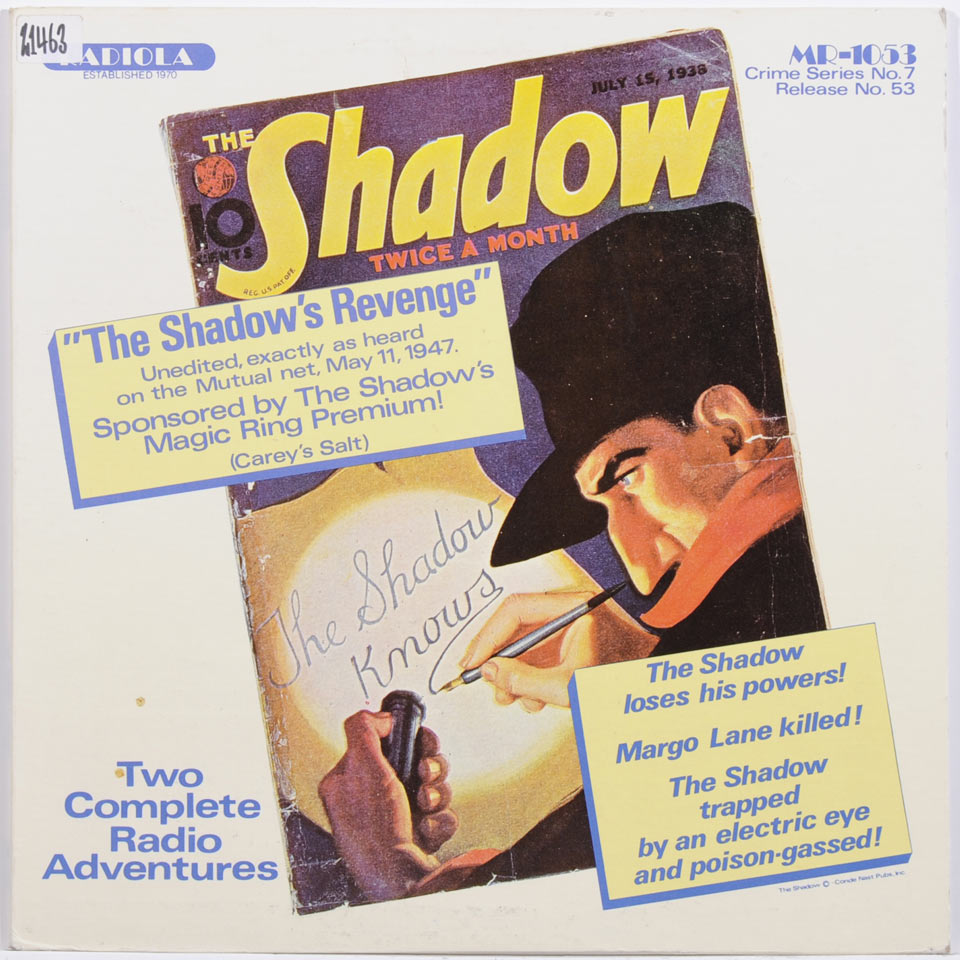 21463
RADIOLA
ESTABLISHED 1970
MR-1053
Crime Series No. 7
Release No. 53
JULY 15, 1938
THE
Shadow
10
CENTS
TWICE A MONTH
REG. U.S. PAT. OFF.
"The Shadow's Revenge"
Unedited, exactly as heard
on the Mutual net, May 11, 1947.
Sponsored by The Shadow's
Magic Ring Premium!
(Carey's Salt)
The Shadow
Knows
The Shadow
loses his powers!
Margo Lane killed!
The Shadow
trapped
by an electric eye
and poison-gassed!
Two
Complete
Radio
Adventures
The Shadow © - Conde Nast Pubs, Inc.